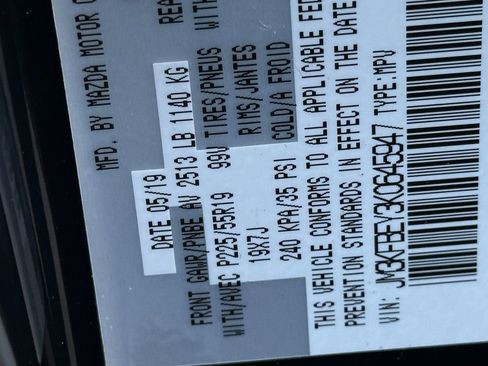 MFD. BY MAZDA MOTOR
DATE 05/19
FRONT GAWR/PNBE AV 2513 LB 1140 KG WITH
WITH/AVEC P225/55R19 99V TIRES/PNEUS WITH
19X7J RIMS/JANTES
240 KPA/35 PSI COLD/A FROID
THIS VEHICLE CONFORMS TO ALL APPLICABLE FED
PREVENTION STANDARDS IN EFFECT ON THE DATE
VIN: JM3KFBEY3K0645947 TYPE:MPV